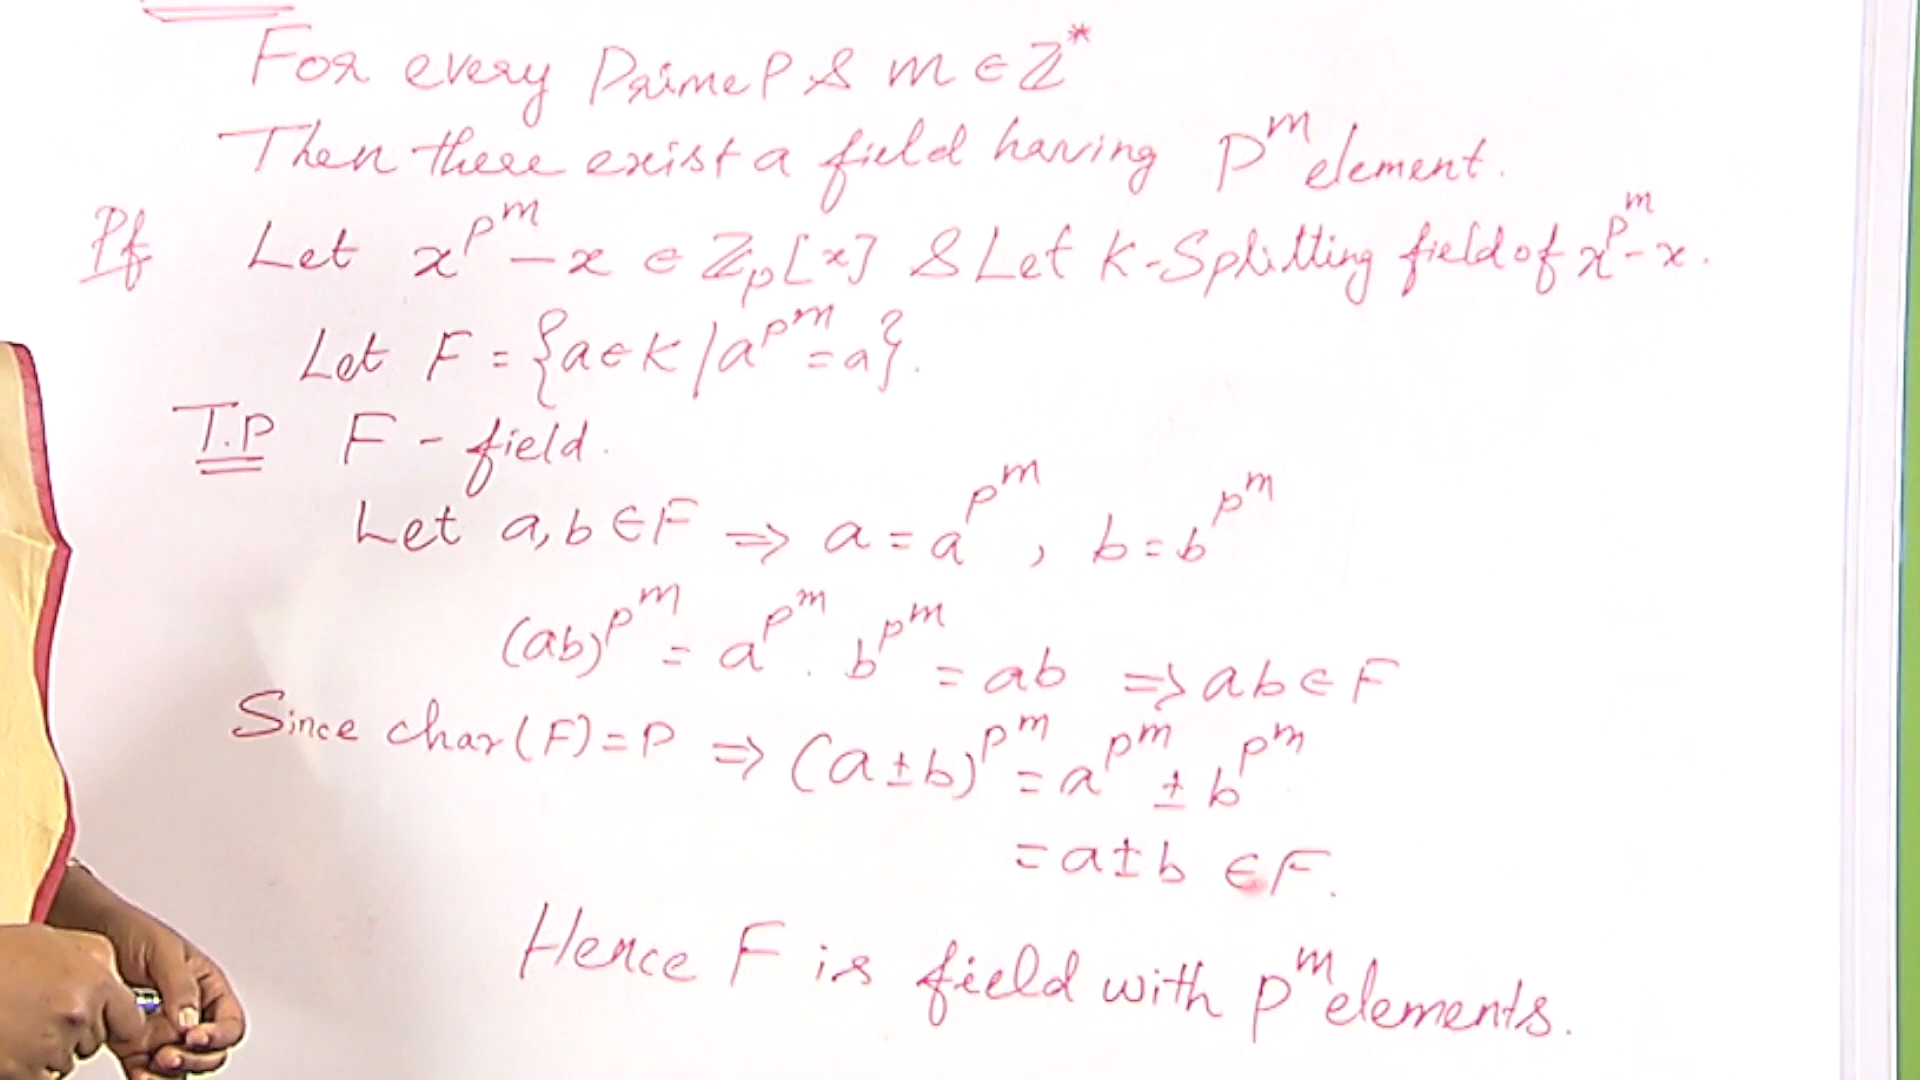 For every Prime P & m ∈ ℤ*
Then there exist a field having P^m element.
Pf Let x^{p^m} - x ∈ ℤ_p[x] & Let K-Splitting field of x^{p^m} - x.
Let F = {a ∈ K / a^{p^m} = a}.
T.P F - field.
Let a, b ∈ F ⇒ a = a^{p^m}, b = b^{p^m}
(ab)^{p^m} = a^{p^m} . b^{p^m} = ab ⇒ ab ∈ F
Since char(F) = P ⇒ (a ± b)^{p^m} = a^{p^m} ± b^{p^m}
= a ± b ∈ F.
Hence F is field with p^m elements.